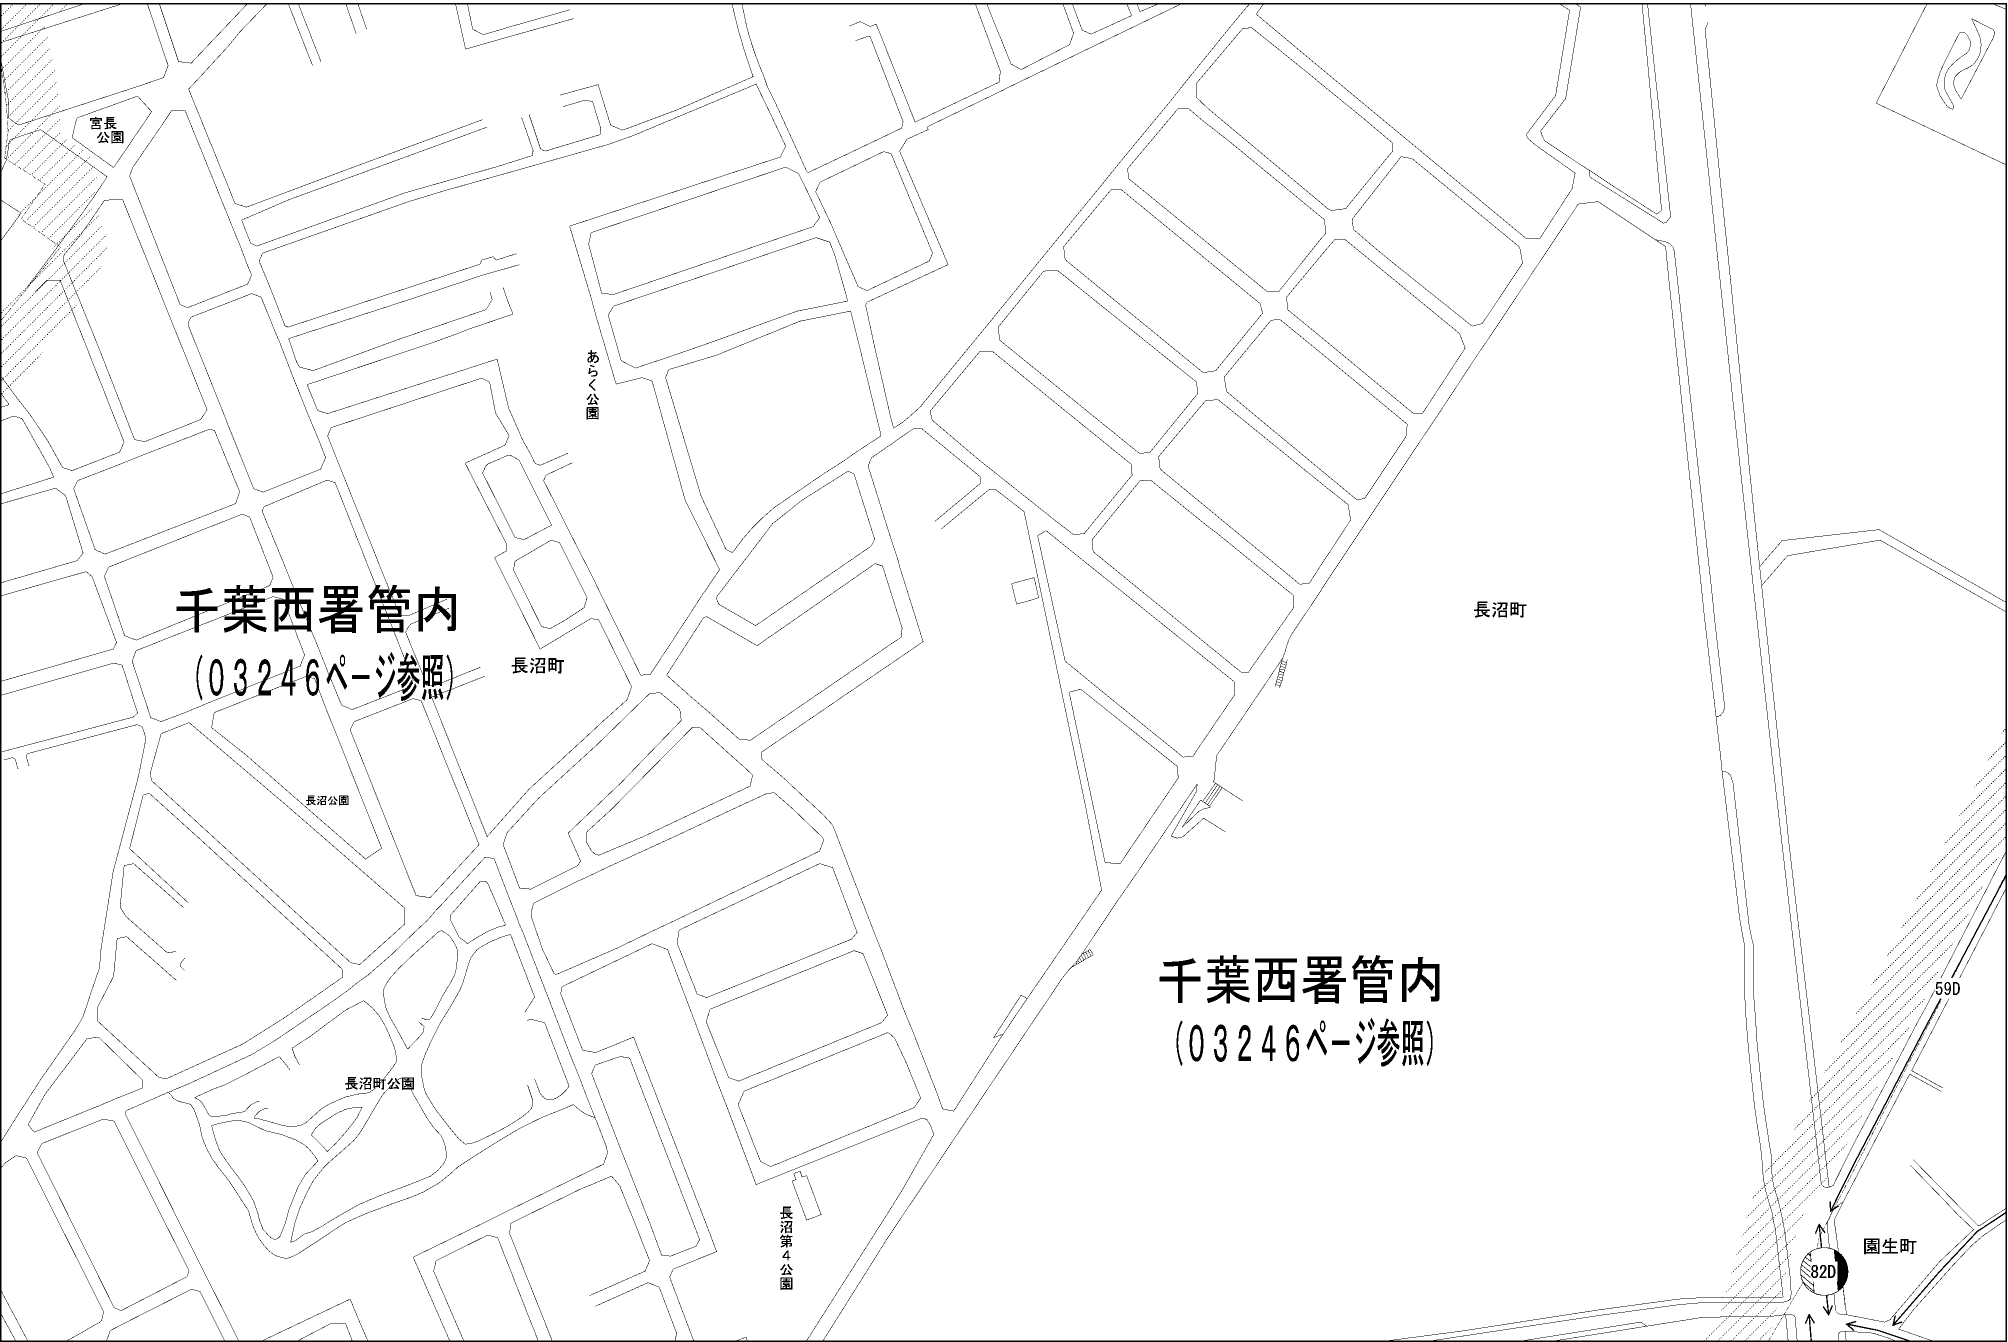 宮長
公園
あらく公園
千葉西署管内
(03246ページ参照)
長沼町
長沼町
長沼公園
千葉西署管内
(03246ページ参照)
59D
長沼町公園
長沼第4公園
園生町
82D